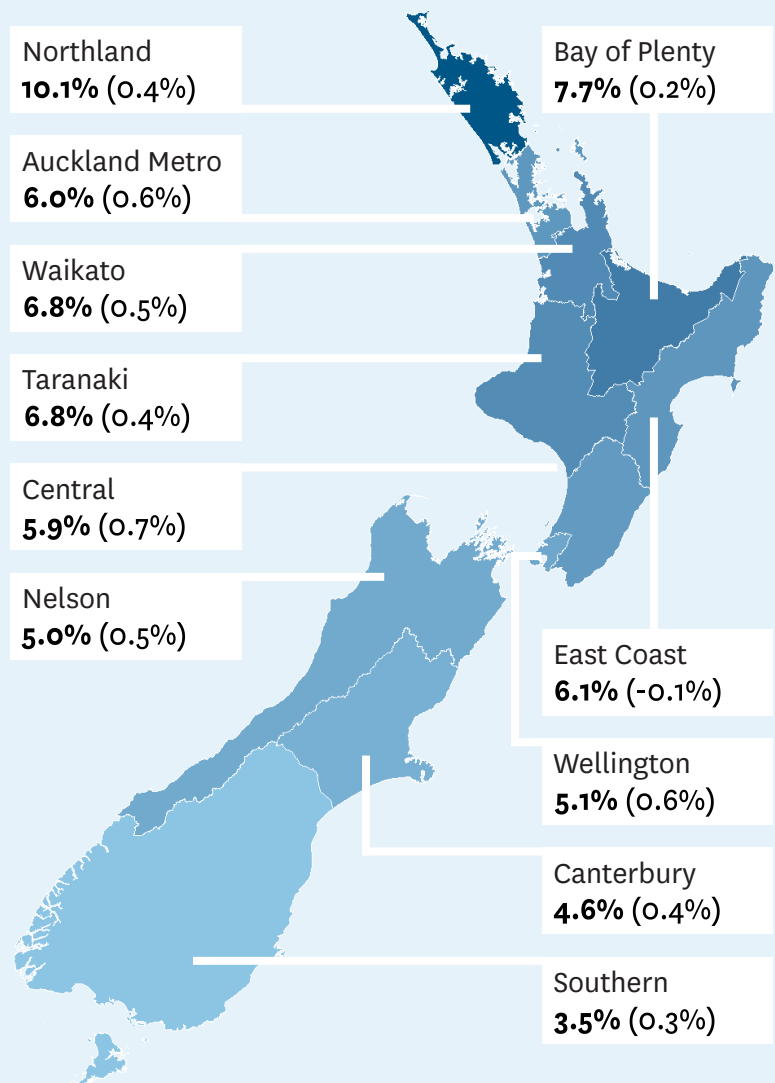 Northland
10.1% (0.4%)
Auckland Metro
6.0% (0.6%)
Waikato
6.8% (0.5%)
Taranaki
6.8% (0.4%)
Central
5.9% (0.7%)
Nelson
5.0% (0.5%)
Bay of Plenty
7.7% (0.2%)
East Coast
6.1% (-0.1%)
Wellington
5.1% (0.6%)
Canterbury
4.6% (0.4%)
Southern
3.5% (0.3%)